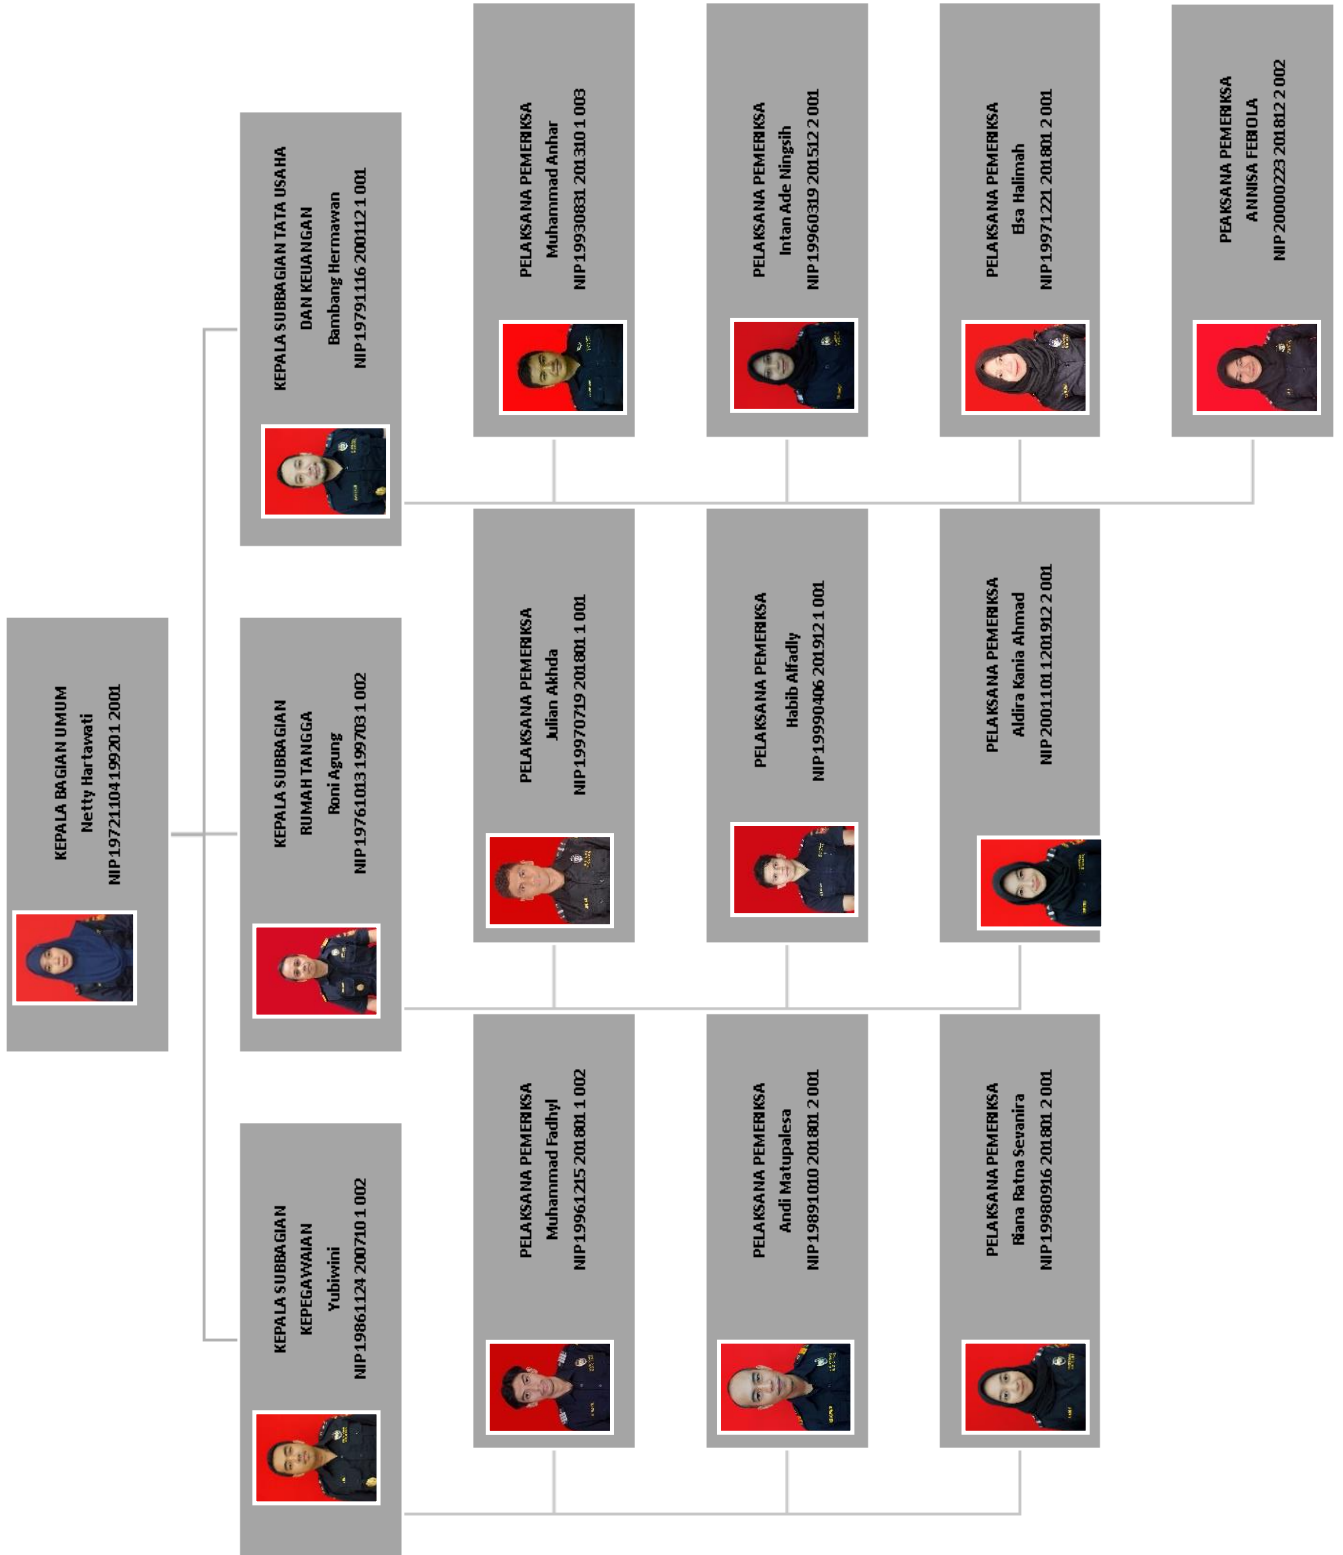 KEPALA BAGIAN UMUM
Netty Hartawati
NIP 19721104 199201 2001
KEPALA SUBBAGIAN
KEPEGAWAIAN
Yubiwini
NIP 19861124 200710 1 002
KEPALA SUBBAGIAN
RUMAH TANGGA
Roni Agung
NIP 19761013 199703 1 002
KEPALA SUBBAGIAN TATA USAHA
DAN KEUANGAN
Bambang Hermawan
NIP 19791116 200112 1 001
PELAKSANA PEMERIKSA
Muhammad Fadhyl
NIP 19961215 201801 1 002
PELAKSANA PEMERIKSA
Julian Akhda
NIP 19970719 201801 1 001
PELAKSANA PEMERIKSA
Muhammad Anhar
NIP 19930831 201310 1 003
PELAKSANA PEMERIKSA
Andi Matupalesa
NIP 19891010 201801 2 001
PELAKSANA PEMERIKSA
Habib Alfadly
NIP 19990406 201912 1 001
PELAKSANA PEMERIKSA
Intan Ade Ningsih
NIP 19960319 201512 2 001
PELAKSANA PEMERIKSA
Riana Ratna Sevanira
NIP 19980916 201801 2 001
PELAKSANA PEMERIKSA
Aldira Kania Ahmad
NIP 20011011 201912 2 001
PELAKSANA PEMERIKSA
Elsa Halimah
NIP 19971221 201801 2 001
PEAKSANA PEMERIKSA
ANNISA FEBIOLA
NIP 20000223 201812 2 002